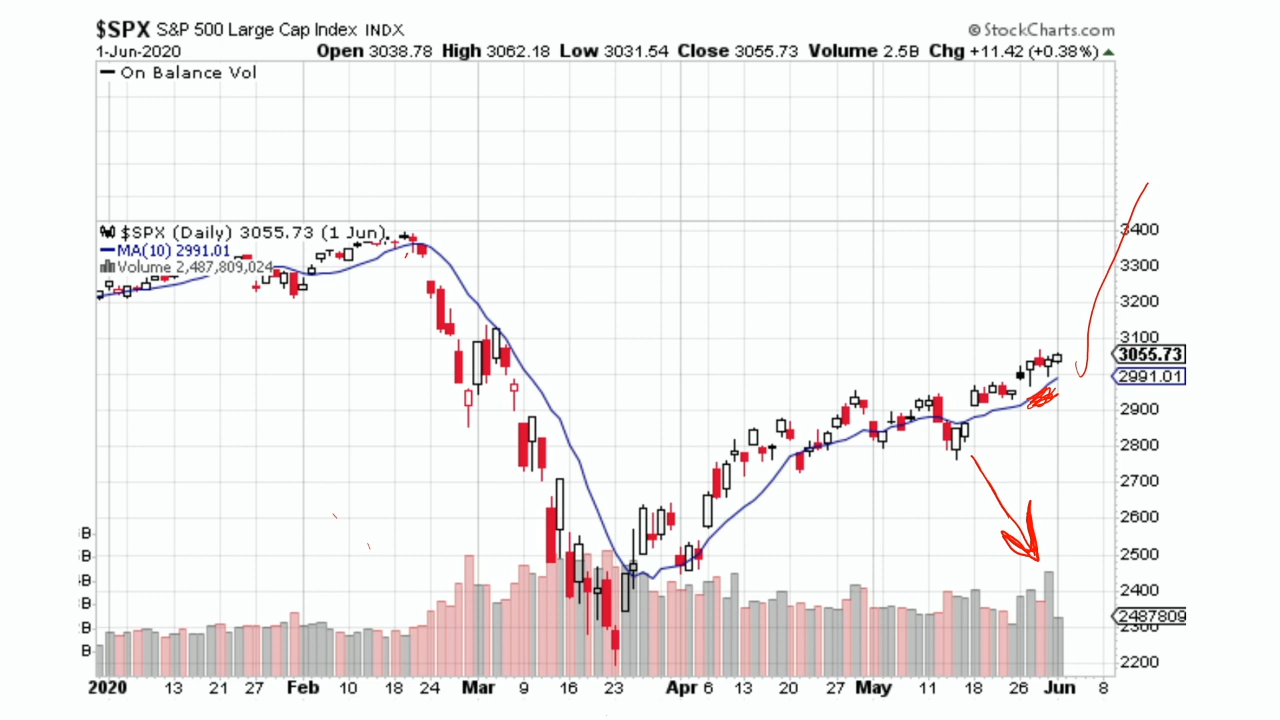 $SPX S&P 500 Large Cap Index INDX
© StockCharts.com
1-Jun-2020
Open 3038.78 High 3062.18 Low 3031.54 Close 3055.73 Volume 2.5B Chg +11.42 (+0.38%)
On Balance Vol
$SPX (Daily) 3055.73 (1 Jun)
MA(10) 2991.01
Volume 2,487,809,024
3400
3300
3200
3100
3055.73
2991.01
2900
2800
2700
2600
2500
2400
2487809
2300
2200
B
B
B
B
B
B
2020 13 21 27 Feb 10 18 24 Mar 9 16 23 Apr 6 13 20 27 May 11 18 26 Jun 8